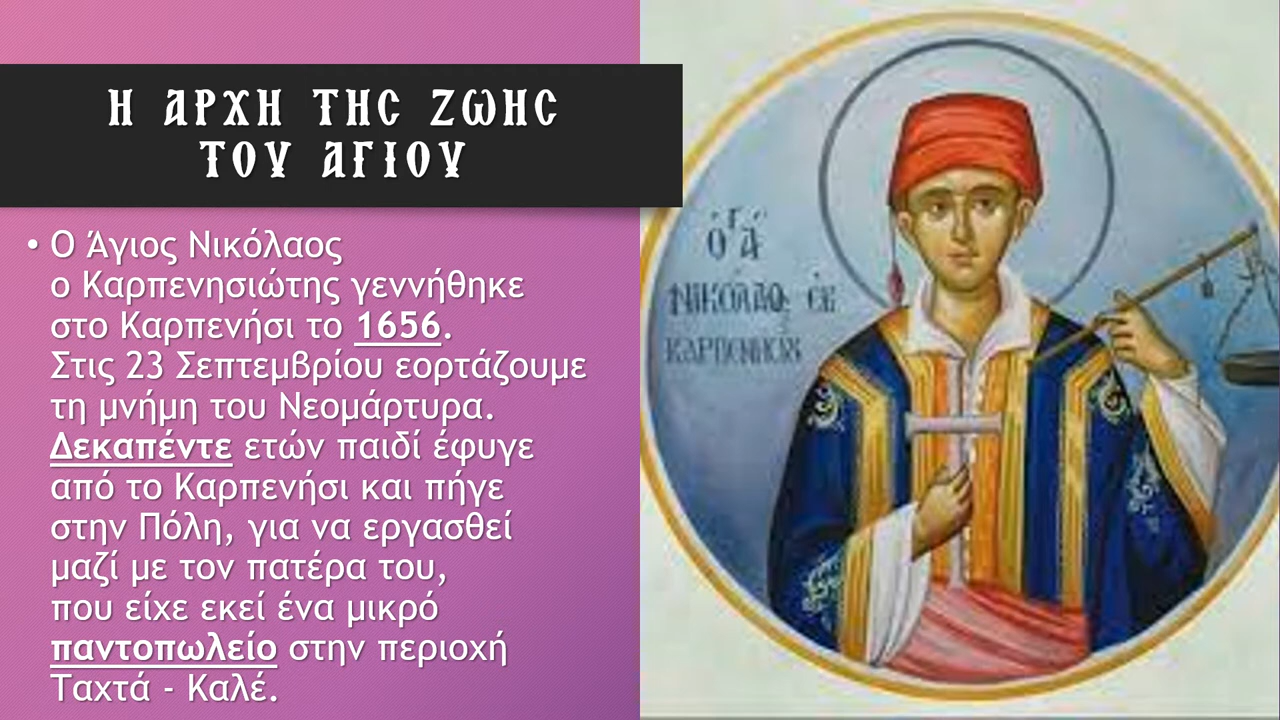 Η ΑΡΧΗ ΤΗΣ ΖΩΗΣ
ΤΟΥ ΑΓΙΟΥ
• Ο Άγιος Νικόλαος
ο Καρπενησιώτης γεννήθηκε
στο Καρπενήσι το 1656.
Στις 23 Σεπτεμβρίου εορτάζουμε
τη μνήμη του Νεομάρτυρα.
Δεκαπέντε ετών παιδί έφυγε
από το Καρπενήσι και πήγε
στην Πόλη, για να εργασθεί
μαζί με τον πατέρα του,
που είχε εκεί ένα μικρό
παντοπωλείο στην περιοχή
Ταχτά - Καλέ.
ὁ ἅ
ΝΙΚΟΛΑΟς ἐκ